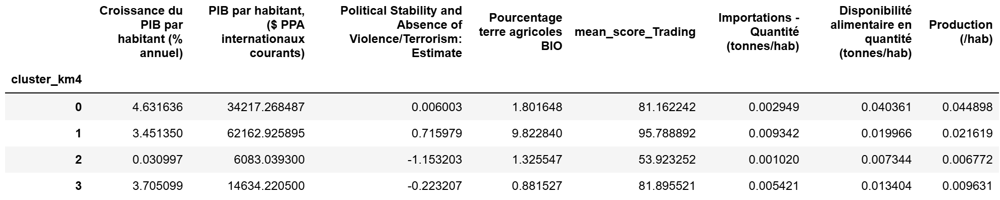 Croissance du PIB par habitant (% annuel) PIB par habitant, ($ PPA internationaux courants) Political Stability and Absence of Violence/Terrorism: Estimate Pourcentage terre agricoles BIO mean_score_Trading Importations - Quantité (tonnes/hab) Disponibilité alimentaire en quantité (tonnes/hab) Production (/hab)
cluster_km4
0 4.631636 34217.268487 0.006003 1.801648 81.162242 0.002949 0.040361 0.044898
1 3.451350 62162.925895 0.715979 9.822840 95.788892 0.009342 0.019966 0.021619
2 0.030997 6083.039300 -1.153203 1.325547 53.923252 0.001020 0.007344 0.006772
3 3.705099 14634.220500 -0.223207 0.881527 81.895521 0.005421 0.013404 0.009631